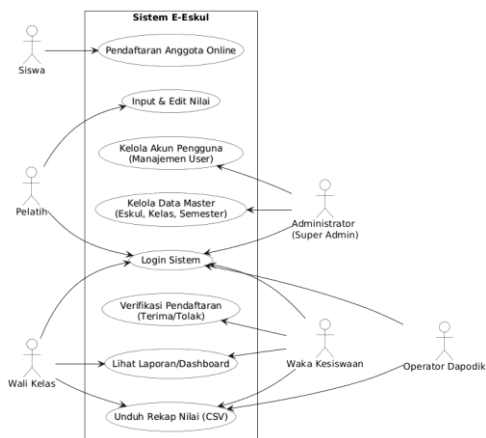 Sistem E-Eskul
Pendaftaran Anggota Online
Siswa
Input & Edit Nilai
Kelola Akun Pengguna
(Manajemen User)
Pelatih
Kelola Data Master
(Eskul, Kelas, Semester)
Administrator
(Super Admin)
Login Sistem
Verifikasi Pendaftaran
(Terima/Tolak)
Lihat Laporan/Dashboard
Waka Kesiswaan
Operator Dapodik
Wali Kelas
Unduh Rekap Nilai (CSV)